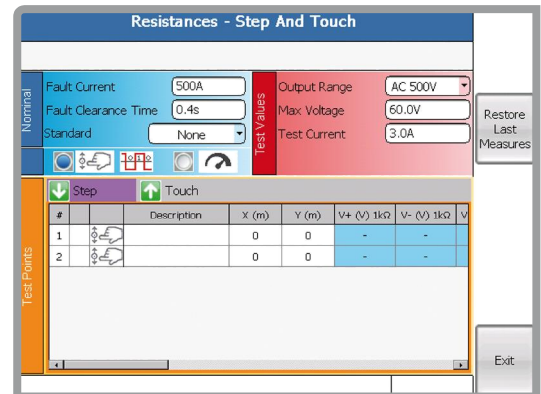 Resistances - Step And Touch
Nominal
Fault Current 500A
Fault Clearance Time 0.4s
Standard None
Test Values
Output Range AC 500V
Max Voltage 60.0V
Test Current 3.0A
Restore
Last
Measures
Step Touch
Test Points
# Description X (m) Y (m) V+ (V) 1kΩ V- (V) 1kΩ V
1 0 0 - -
2 0 0 - -
Exit